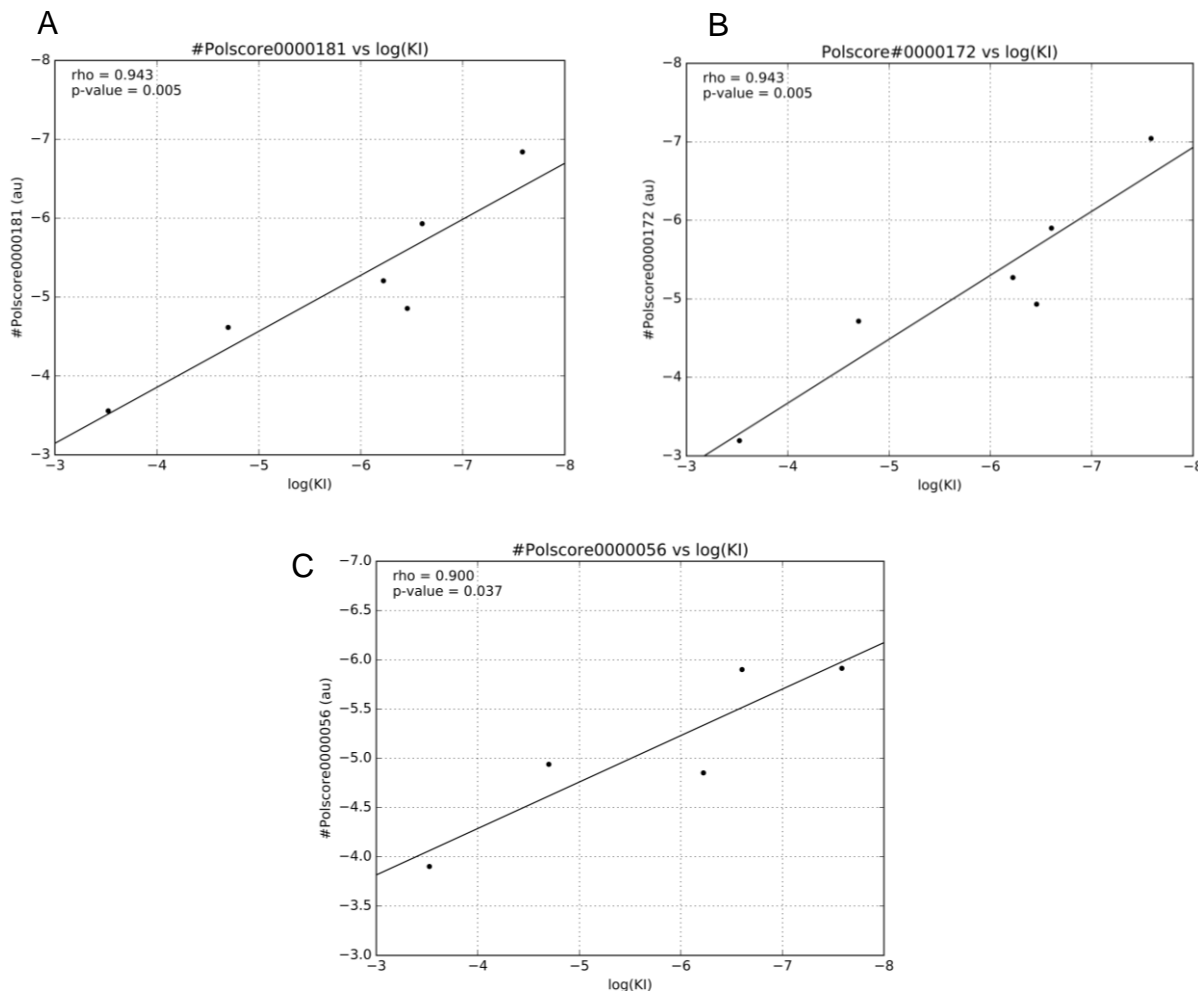 A
#Polscore0000181 vs log(KI)
rho = 0.943
p-value = 0.005
#Polscore0000181 (au)
−8
−7
−6
−5
−4
−3
−3 −4 −5 −6 −7 −8
log(KI)
B
Polscore#0000172 vs log(KI)
rho = 0.943
p-value = 0.005
#Polscore0000172 (au)
−8
−7
−6
−5
−4
−3
−3 −4 −5 −6 −7 −8
log(KI)
C
#Polscore0000056 vs log(KI)
rho = 0.900
p-value = 0.037
#Polscore0000056 (au)
−7.0
−6.5
−6.0
−5.5
−5.0
−4.5
−4.0
−3.5
−3.0
−3 −4 −5 −6 −7 −8
log(KI)